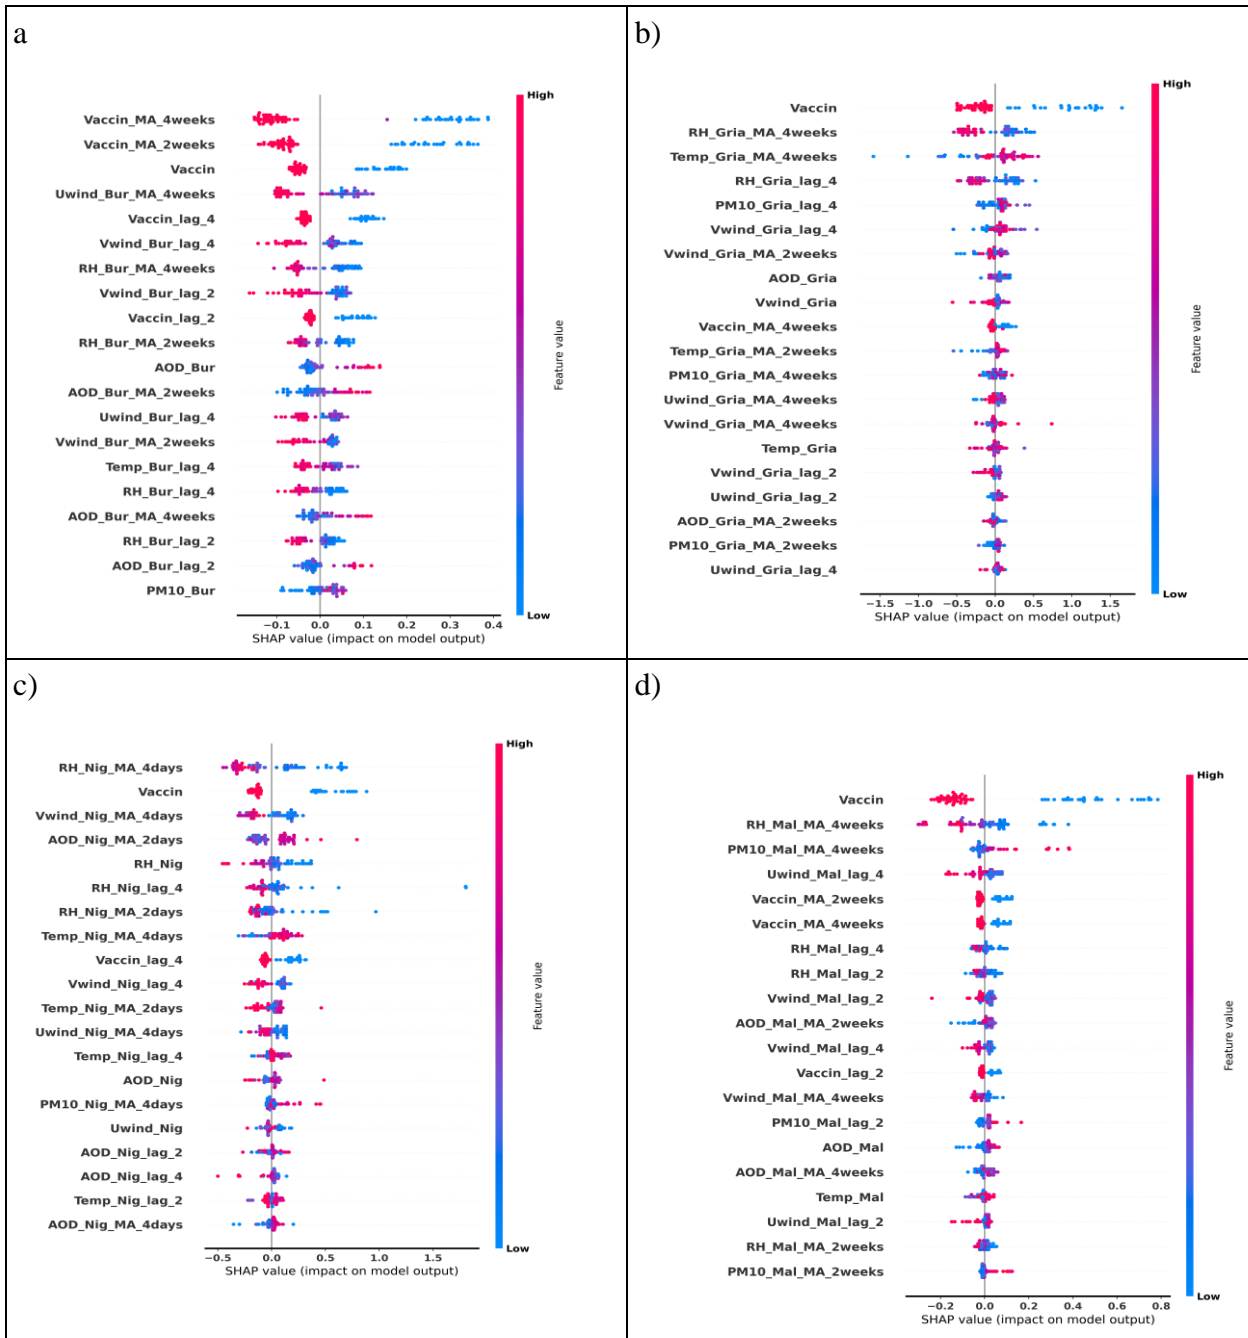 a
High
Vaccin_MA_4weeks
Vaccin_MA_2weeks
Vaccin
Uwind_Bur_MA_4weeks
Vaccin_lag_4
Vwind_Bur_lag_4
RH_Bur_MA_4weeks
Vwind_Bur_lag_2
Vaccin_lag_2
RH_Bur_MA_2weeks
AOD_Bur
AOD_Bur_MA_2weeks
Uwind_Bur_lag_4
Vwind_Bur_MA_2weeks
Temp_Bur_lag_4
RH_Bur_lag_4
AOD_Bur_MA_4weeks
RH_Bur_lag_2
AOD_Bur_lag_2
PM10_Bur
Feature value
Low
−0.1 0.0 0.1 0.2 0.3 0.4
SHAP value (impact on model output)
b)
High
Vaccin
RH_Gria_MA_4weeks
Temp_Gria_MA_4weeks
RH_Gria_lag_4
PM10_Gria_lag_4
Vwind_Gria_lag_4
Vwind_Gria_MA_2weeks
AOD_Gria
Vwind_Gria
Vaccin_MA_4weeks
Temp_Gria_MA_2weeks
PM10_Gria_MA_4weeks
Uwind_Gria_MA_4weeks
Vwind_Gria_MA_4weeks
Temp_Gria
Vwind_Gria_lag_2
Uwind_Gria_lag_2
AOD_Gria_MA_2weeks
PM10_Gria_MA_2weeks
Uwind_Gria_lag_4
Feature value
Low
−1.5 −1.0 −0.5 0.0 0.5 1.0 1.5
SHAP value (impact on model output)
c)
High
RH_Nig_MA_4days
Vaccin
Vwind_Nig_MA_4days
AOD_Nig_MA_2days
RH_Nig
RH_Nig_lag_4
RH_Nig_MA_2days
Temp_Nig_MA_4days
Vaccin_lag_4
Vwind_Nig_lag_4
Temp_Nig_MA_2days
Uwind_Nig_MA_4days
Temp_Nig_lag_4
AOD_Nig
PM10_Nig_MA_4days
Uwind_Nig
AOD_Nig_lag_2
AOD_Nig_lag_4
Temp_Nig_lag_2
AOD_Nig_MA_4days
Feature value
Low
−0.5 0.0 0.5 1.0 1.5
SHAP value (impact on model output)
d)
High
Vaccin
RH_Mal_MA_4weeks
PM10_Mal_MA_4weeks
Uwind_Mal_lag_4
Vaccin_MA_2weeks
Vaccin_MA_4weeks
RH_Mal_lag_4
RH_Mal_lag_2
Vwind_Mal_lag_2
AOD_Mal_MA_2weeks
Vwind_Mal_lag_4
Vaccin_lag_2
Vwind_Mal_MA_4weeks
PM10_Mal_lag_2
AOD_Mal
AOD_Mal_MA_4weeks
Temp_Mal
Uwind_Mal_lag_2
RH_Mal_MA_2weeks
PM10_Mal_MA_2weeks
Feature value
Low
−0.2 0.0 0.2 0.4 0.6 0.8
SHAP value (impact on model output)